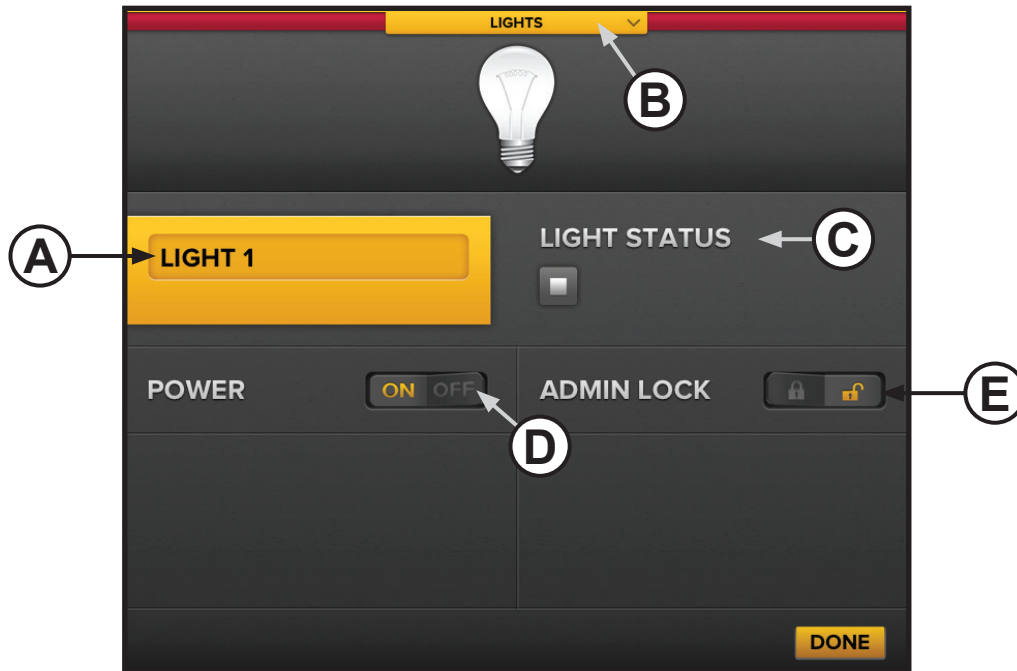 LIGHTS
B
A
LIGHT 1
LIGHT STATUS
C
POWER
ON OFF
D
ADMIN LOCK
E
DONE